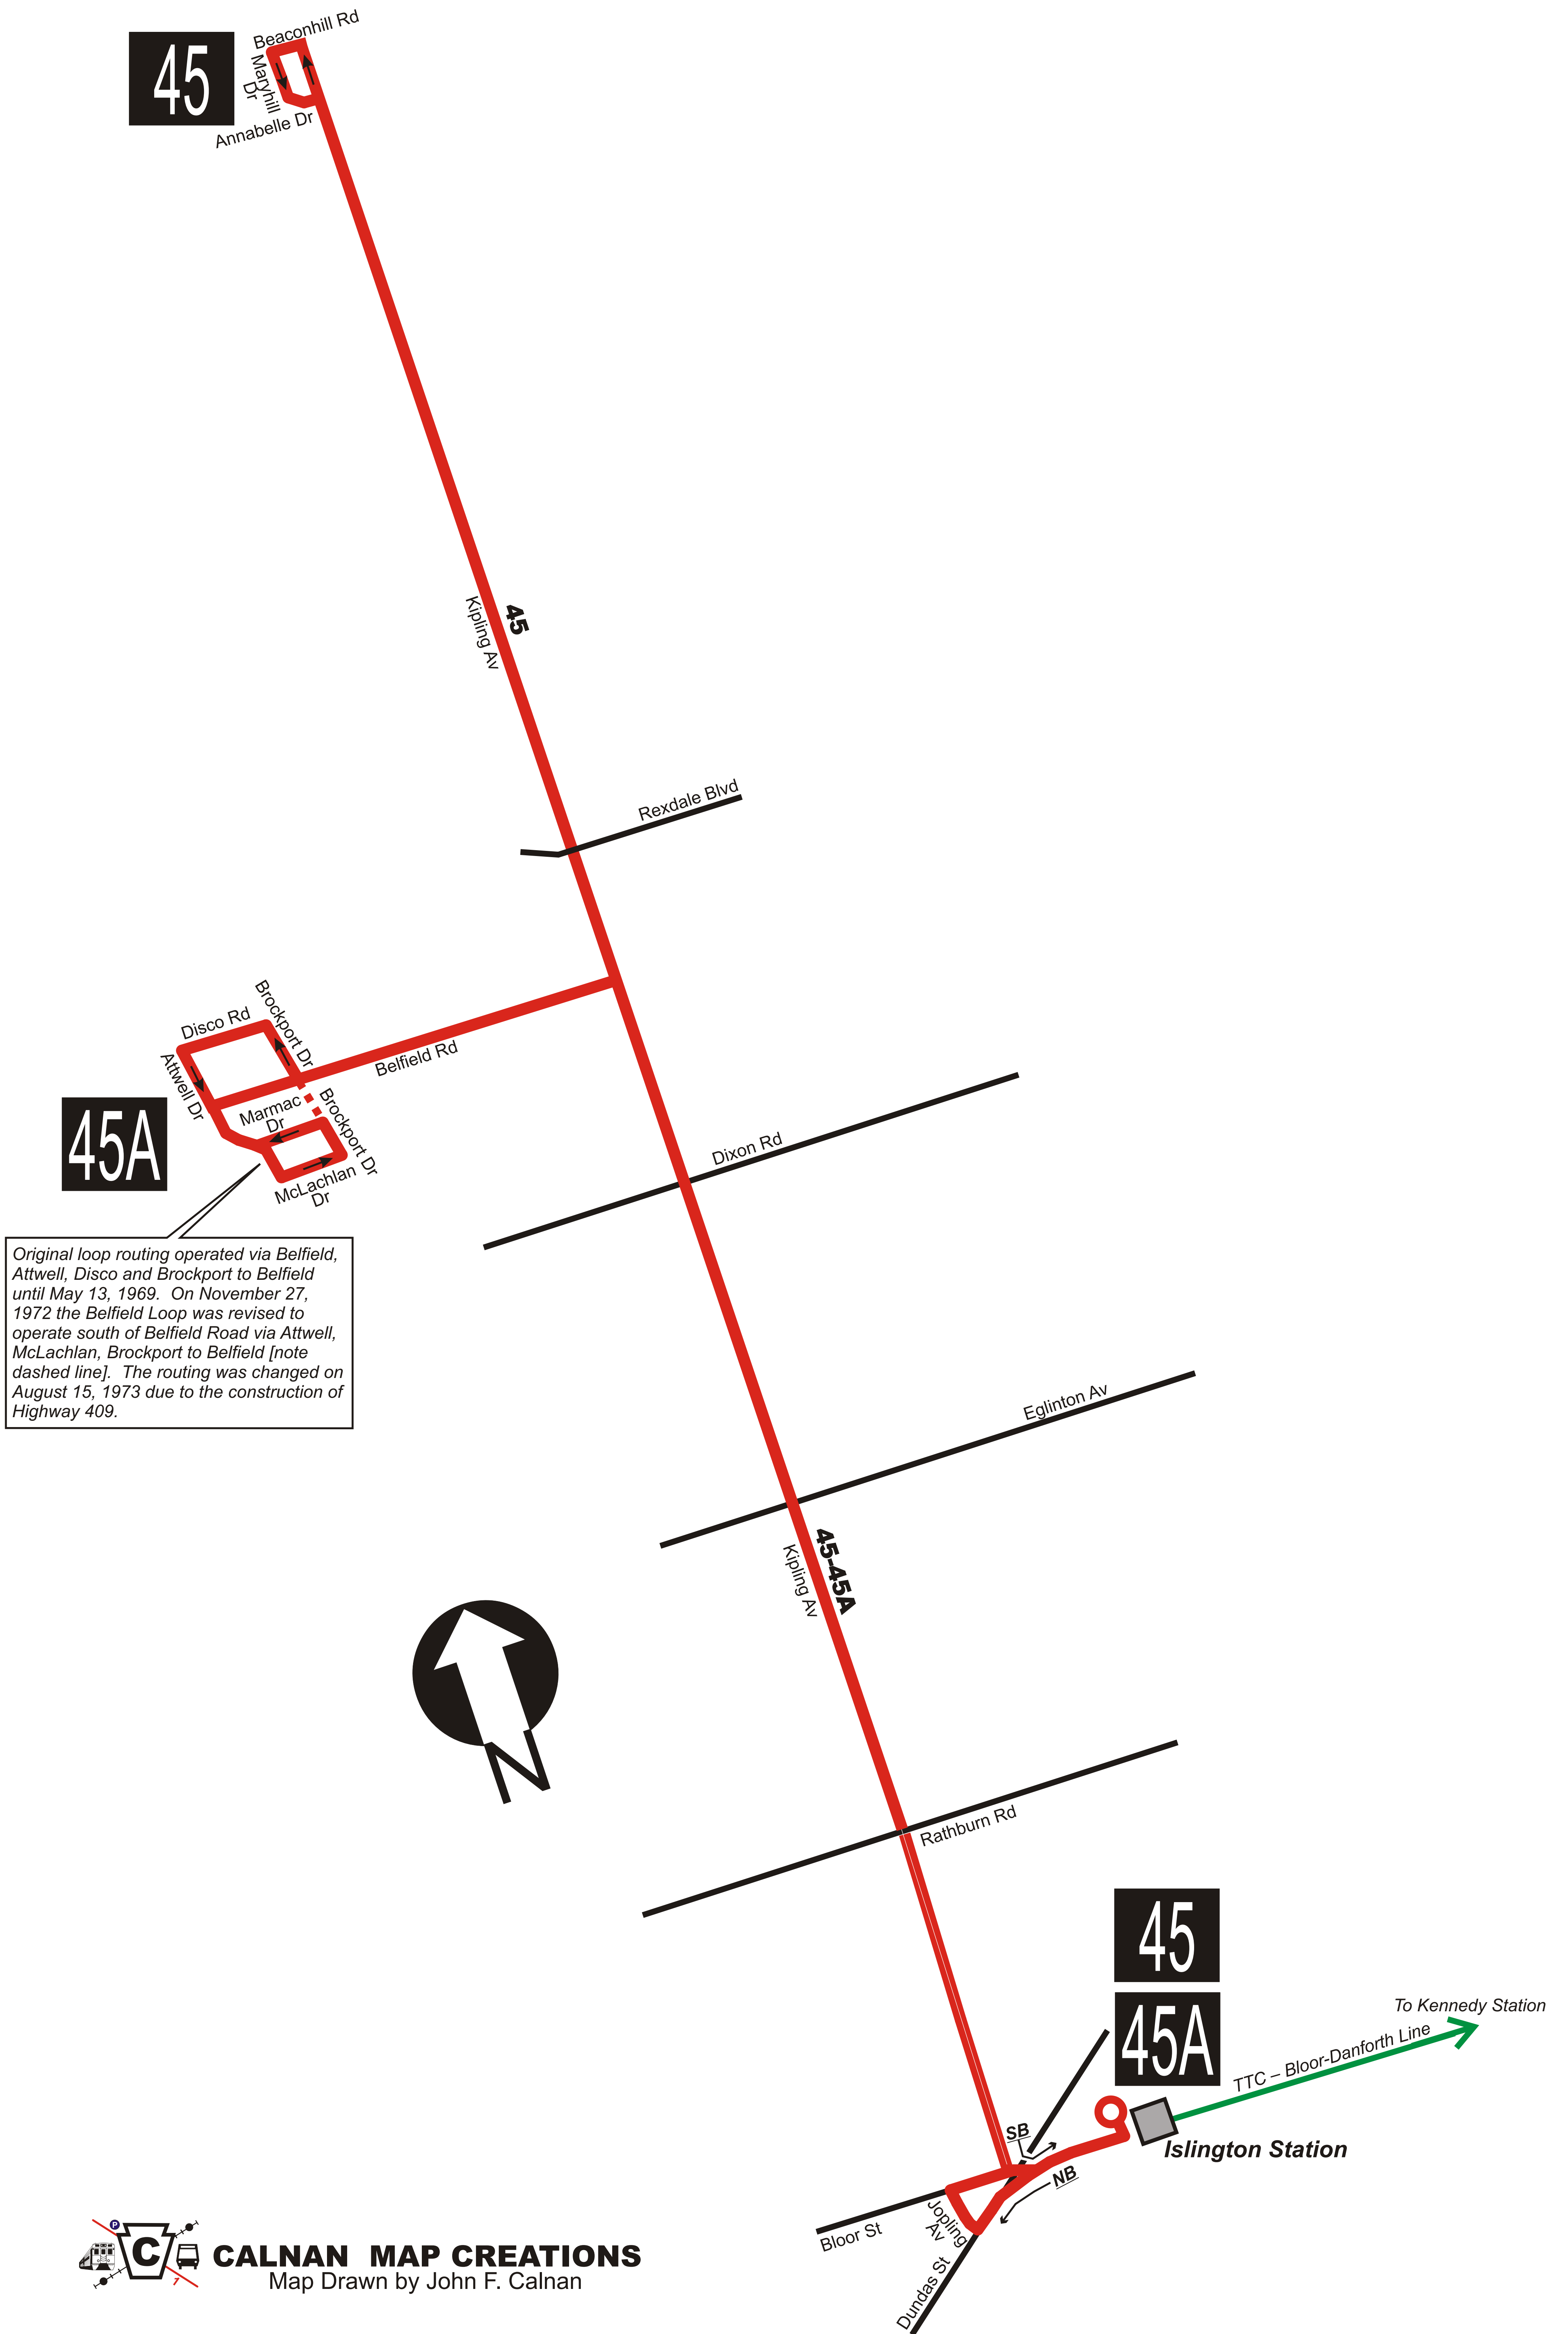 45
Beaconhill Rd
Maryhill
Dr
Annabelle Dr
45
Kipling Av
Rexdale Blvd
Disco Rd
Brockport Dr
Attwell Dr
Belfield Rd
45A
Marmac
Dr
Brockport Dr
McLachlan
Dr
Dixon Rd
Original loop routing operated via Belfield,
Attwell, Disco and Brockport to Belfield
until May 13, 1969.  On November 27,
1972 the Belfield Loop was revised to
operate south of Belfield Road via Attwell,
McLachlan, Brockport to Belfield [note
dashed line].  The routing was changed on
August 15, 1973 due to the construction of
Highway 409.
Eglinton Av
45-45A
Kipling Av
N
Rathburn Rd
45
45A
To Kennedy Station
TTC – Bloor-Danforth Line
Islington Station
SB
NB
Jopling
Av
Bloor St
Dundas St
P
C
1
CALNAN  MAP CREATIONS
Map Drawn by John F. Calnan